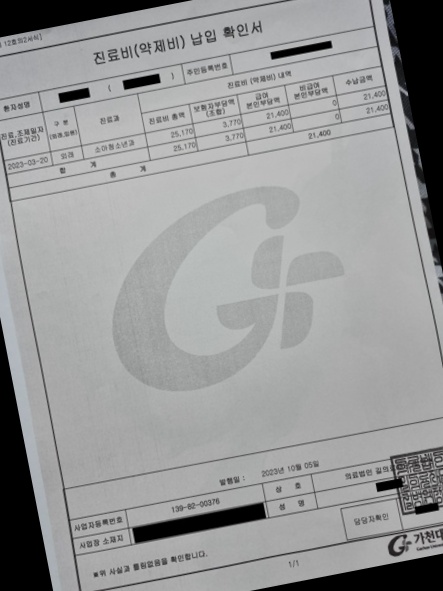 12호의2서식]
진료비(약제비) 납입 확인서
환자성명 ( ) 주민등록번호
진료비 (약제비) 내역
진료.조제일자 (진료기간) 구 분 (외래,입원) 진료과 진료비 총액 보험자부담액 (조합) 급여 본인부담액 비급여 본인부담액 수납금액
2023-03-20 외래 소아청소년과 25,170 3,770 21,400 0 21,400
합 계 25,170 3,770 21,400 0 21,400
총 계 21,400
발행일 : 2023년 10월 05일
사업자등록번호 139-82-00376 상 호 의료법인 길의
사업장 소재지 성 명
※위 사실과 틀림없음을 확인합니다.
담당자확인
1/1
가천대